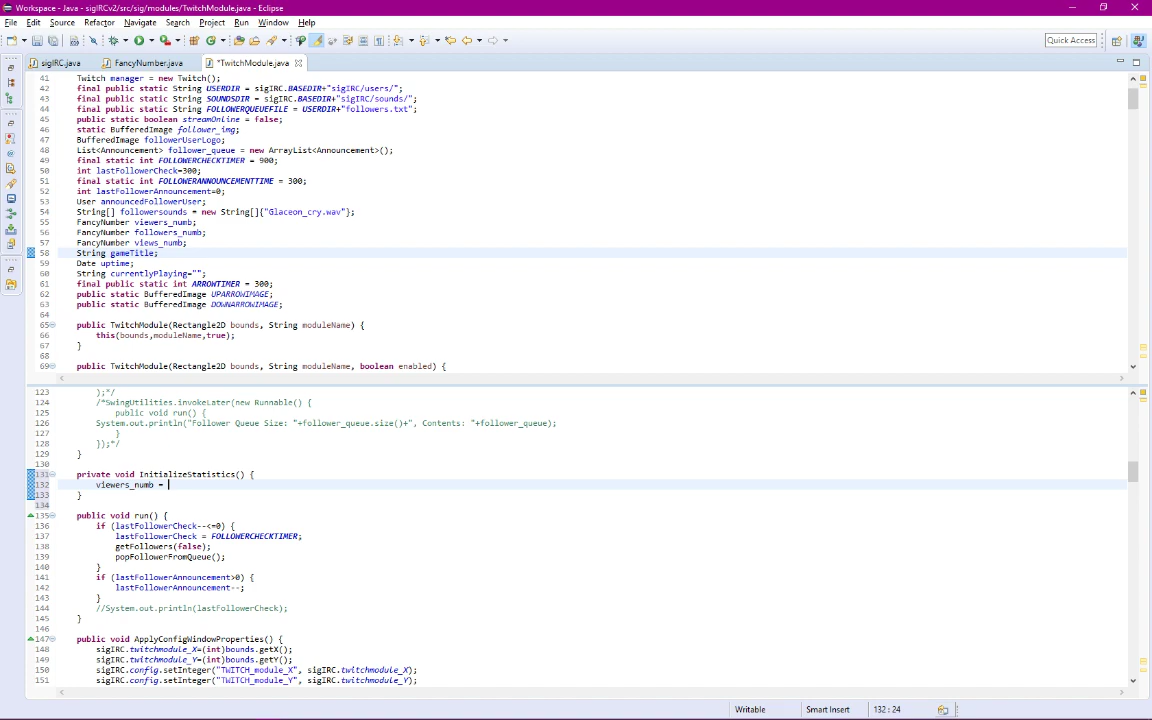 Workspace - Java - sigIRCv2/src/sig/modules/TwitchModule.java - Eclipse
File Edit Source Refactor Navigate Search Project Run Window Help
Quick Access
sigIRC.java FancyNumber.java *TwitchModule.java
41 Twitch manager = new Twitch();
42 final public static String USERDIR = sigIRC.BASEDIR+"sigIRC/users/";
43 final public static String SOUNDSDIR = sigIRC.BASEDIR+"sigIRC/sounds/";
44 final public static String FOLLOWERQUEUEFILE = USERDIR+"followers.txt";
45 public static boolean streamOnline = false;
46 static BufferedImage follower_img;
47 BufferedImage followerUserLogo;
48 List<Announcement> follower_queue = new ArrayList<Announcement>();
49 final static int FOLLOWERCHECKTIMER = 900;
50 int lastFollowerCheck=300;
51 final static int FOLLOWERANNOUNCEMENTTIME = 300;
52 int lastFollowerAnnouncement=0;
53 User announcedFollowerUser;
54 String[] followersounds = new String[]{"Glaceon_cry.wav"};
55 FancyNumber viewers_numb;
56 FancyNumber followers_numb;
57 FancyNumber views_numb;
58 String gameTitle;
59 Date uptime;
60 String currentlyPlaying="";
61 final public static int ARROWTIMER = 300;
62 public static BufferedImage UPARROWIMAGE;
63 public static BufferedImage DOWNARROWIMAGE;
64
65 public TwitchModule(Rectangle2D bounds, String moduleName) {
66 this(bounds,moduleName,true);
67 }
68
69 public TwitchModule(Rectangle2D bounds, String moduleName, boolean enabled) {
123 );*/
124 /*SwingUtilities.invokeLater(new Runnable() {
125 public void run() {
126 System.out.println("Follower Queue Size: "+follower_queue.size()+", Contents: "+follower_queue);
127 }
128 });*/
129 }
130
131 private void InitializeStatistics() {
132 viewers_numb =
133 }
134
135 public void run() {
136 if (lastFollowerCheck--<=0) {
137 lastFollowerCheck = FOLLOWERCHECKTIMER;
138 getFollowers(false);
139 popFollowerFromQueue();
140 }
141 if (lastFollowerAnnouncement>0) {
142 lastFollowerAnnouncement--;
143 }
144 //System.out.println(lastFollowerCheck);
145 }
146
147 public void ApplyConfigWindowProperties() {
148 sigIRC.twitchmodule_X=(int)bounds.getX();
149 sigIRC.twitchmodule_Y=(int)bounds.getY();
150 sigIRC.config.setInteger("TWITCH_module_X", sigIRC.twitchmodule_X);
151 sigIRC.config.setInteger("TWITCH_module_Y", sigIRC.twitchmodule_Y);
Writable Smart Insert 132 : 24